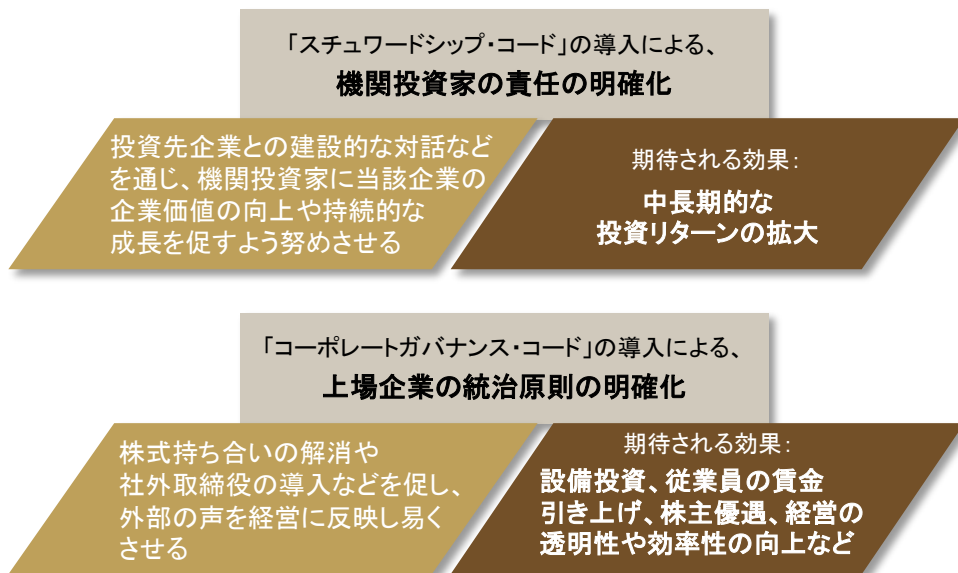 「スチュワードシップ・コード」の導入による、
機関投資家の責任の明確化
投資先企業との建設的な対話など
を通じ、機関投資家に当該企業の
企業価値の向上や持続的な
成長を促すよう努めさせる
期待される効果：
中長期的な
投資リターンの拡大
「コーポレートガバナンス・コード」の導入による、
上場企業の統治原則の明確化
株式持ち合いの解消や
社外取締役の導入などを促し、
外部の声を経営に反映し易く
させる
期待される効果：
設備投資、従業員の賃金
引き上げ、株主優遇、経営の
透明性や効率性の向上など